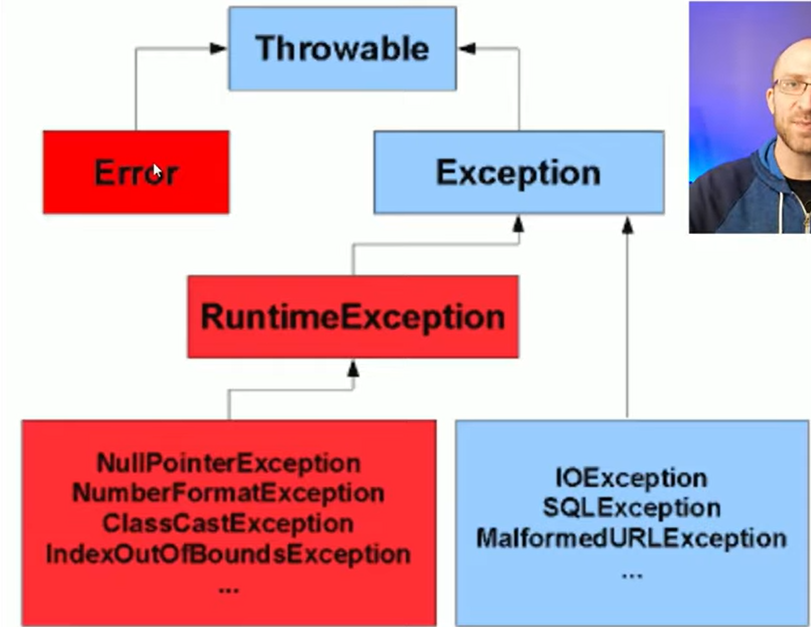 Throwable
Error
Exception
RuntimeException
NullPointerException
NumberFormatException
ClassCastException
IndexOutOfBoundsException
...
IOException
SQLException
MalformedURLException
...